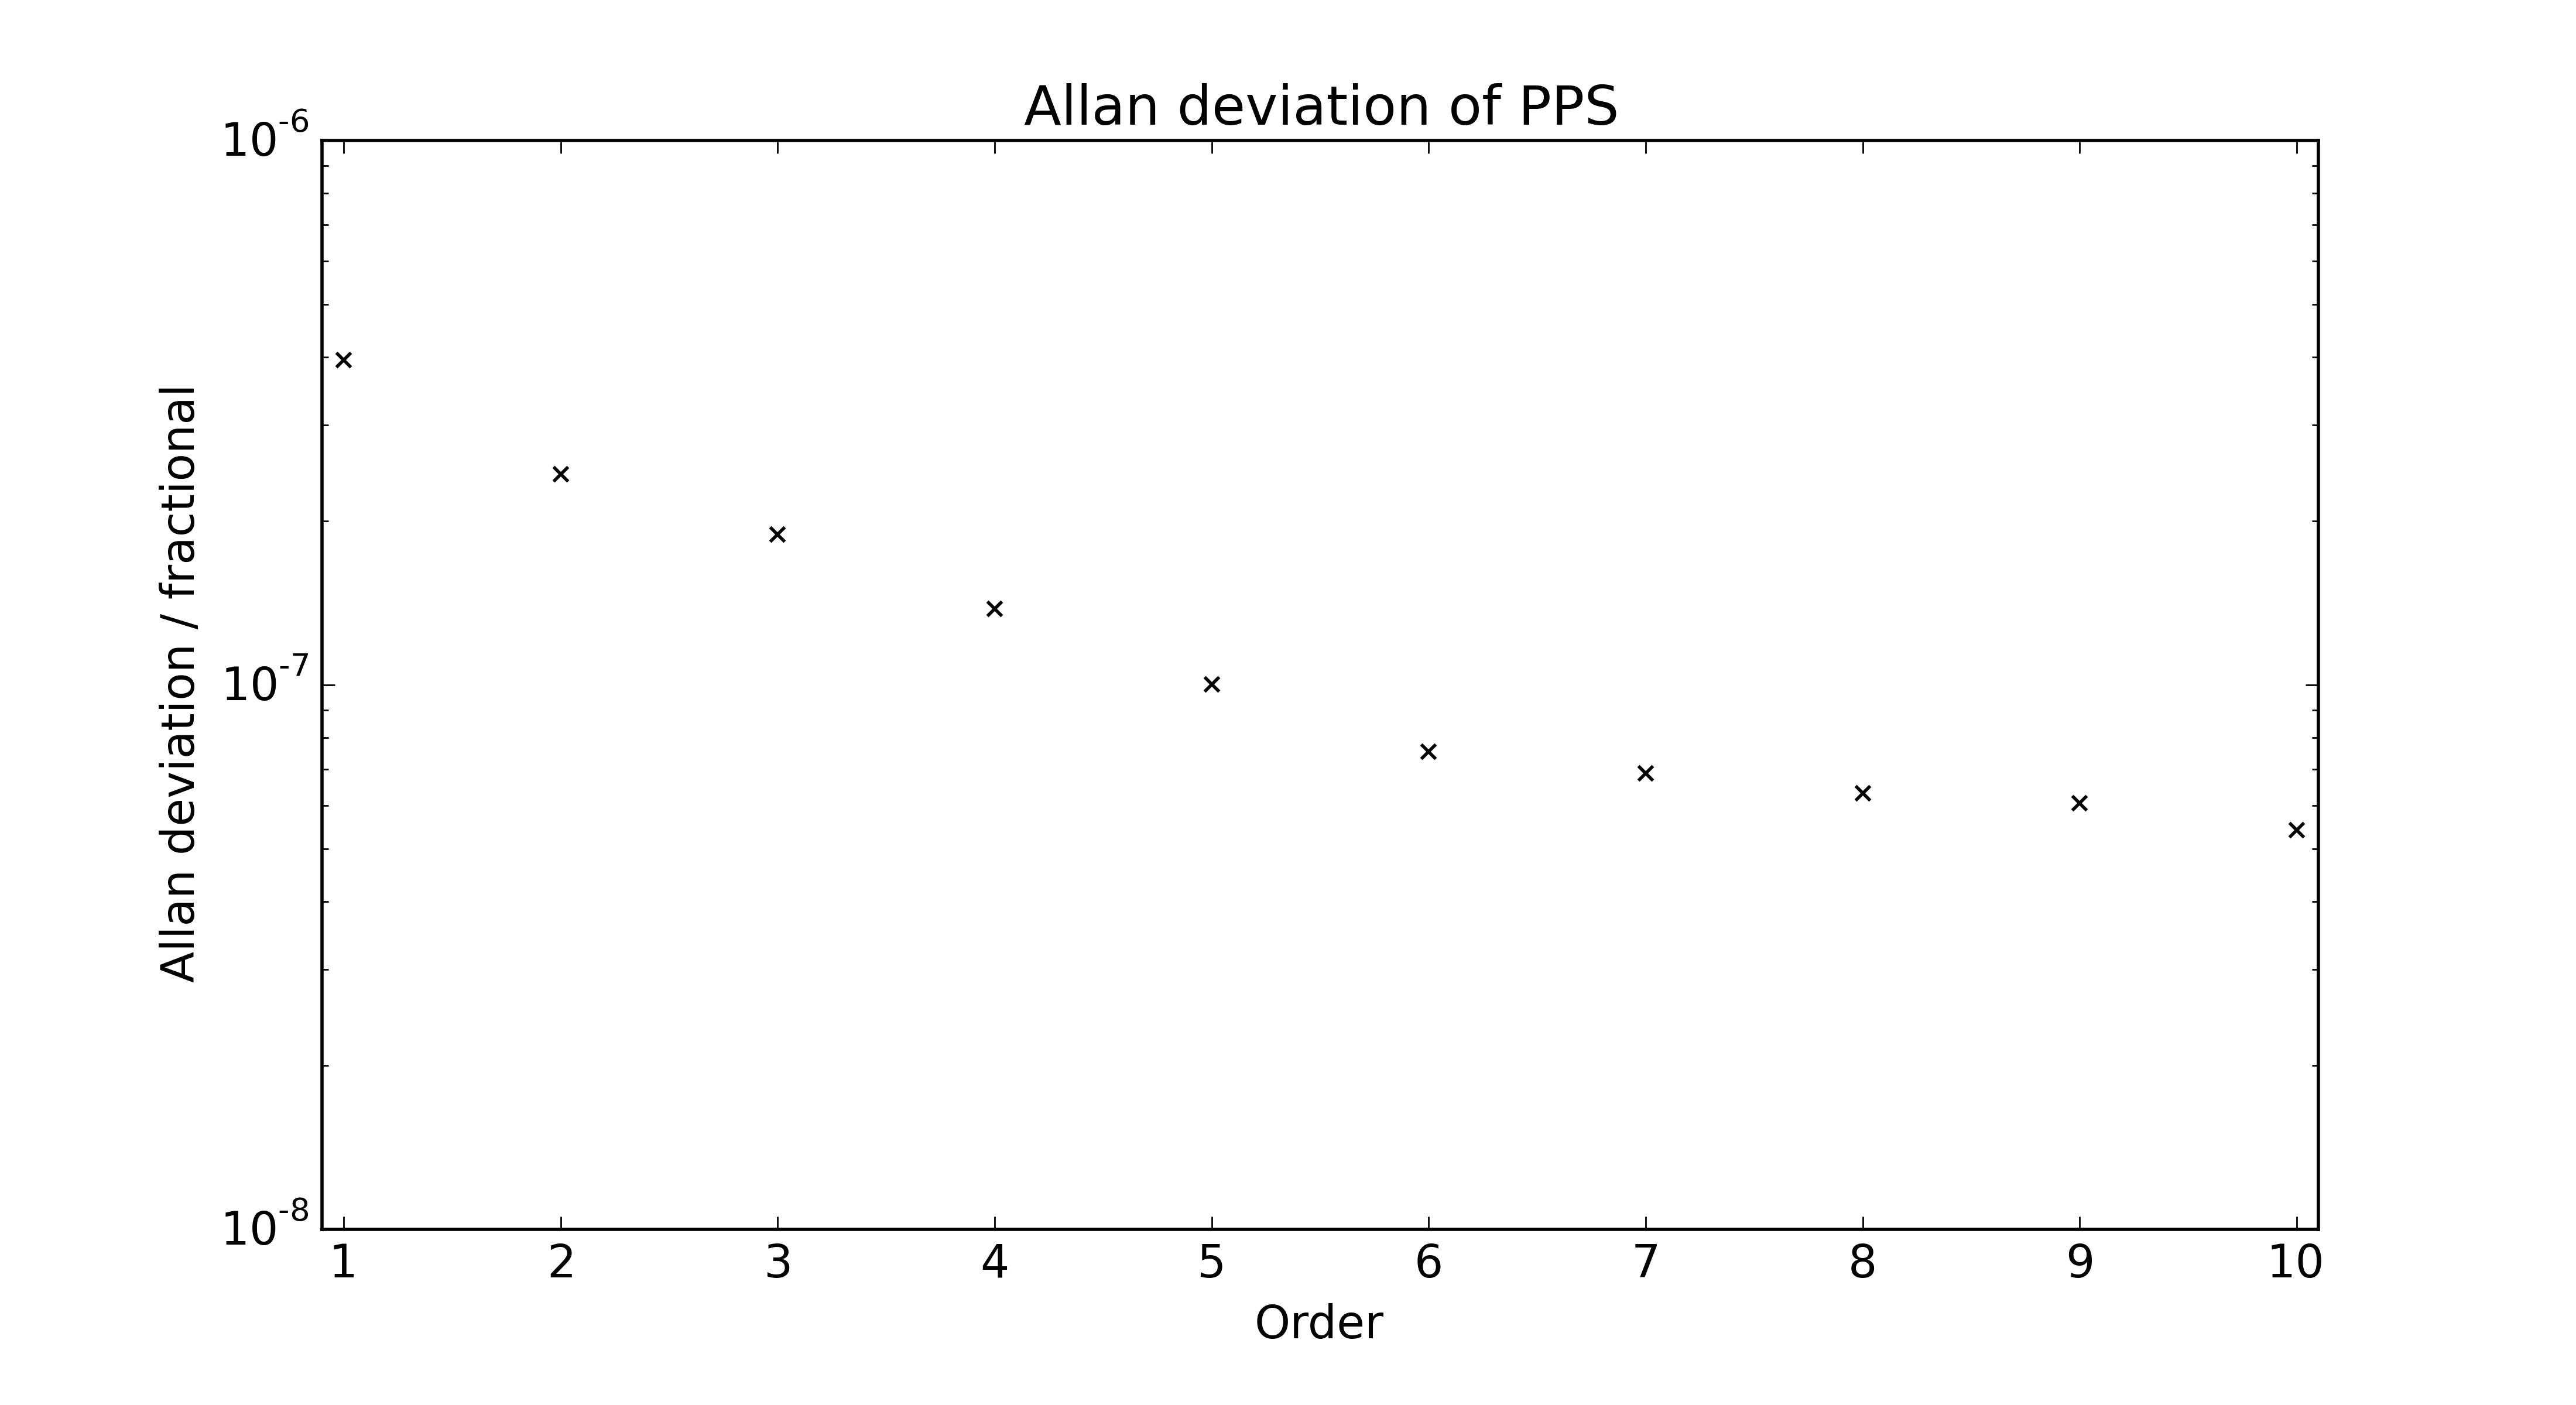 Allan deviation of PPS
Allan deviation / fractional
10^-6
10^-7
10^-8
1 2 3 4 5 6 7 8 9 10
Order